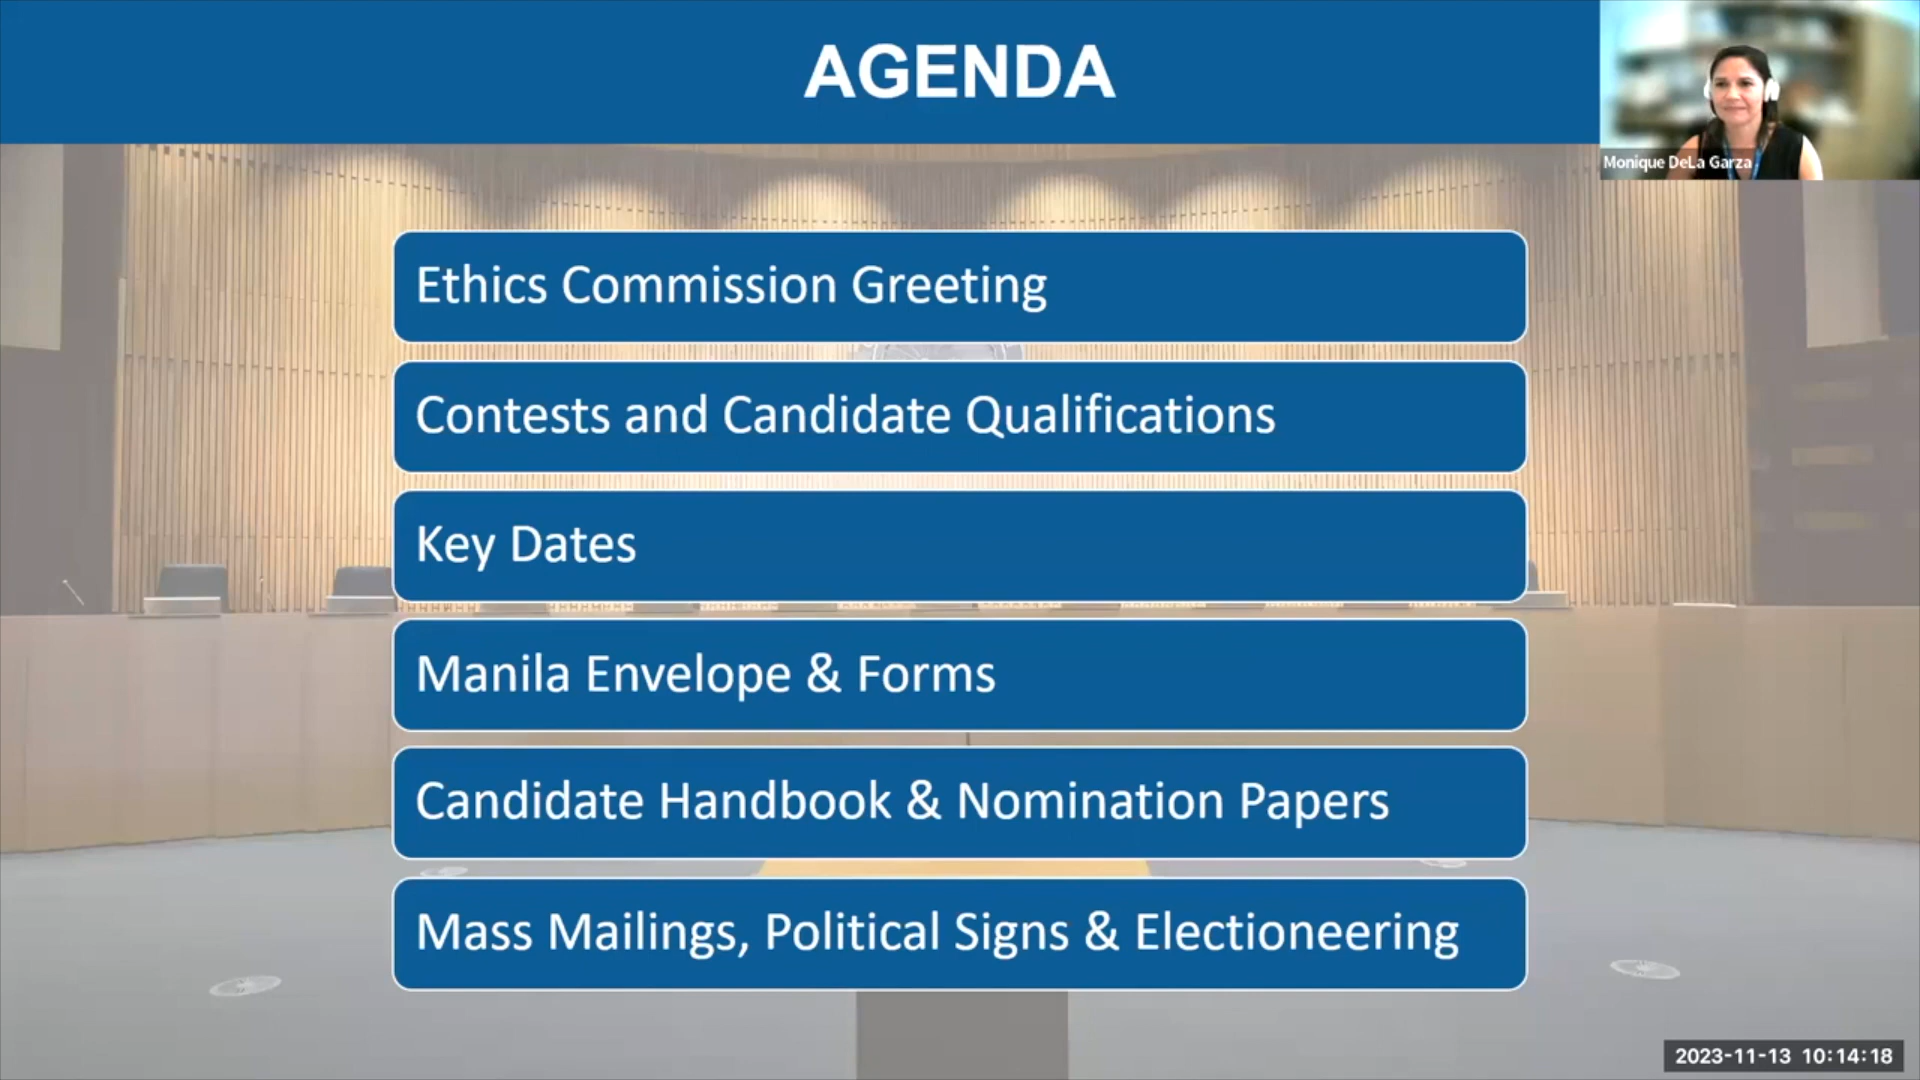 AGENDA
Monique DeLa Garza
Ethics Commission Greeting
Contests and Candidate Qualifications
Key Dates
Manila Envelope & Forms
Candidate Handbook & Nomination Papers
Mass Mailings, Political Signs & Electioneering
2023-11-13 10:14:18